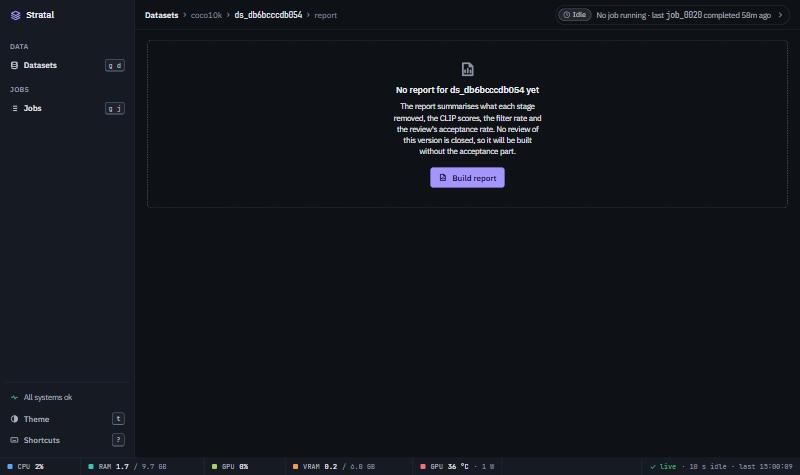 Stratal
DATA
Datasets g d
JOBS
Jobs g j
All systems ok
Theme t
Shortcuts ?
Datasets > coco10k > ds_db6bcccdb054 > report
Idle No job running · last job_0020 completed 58m ago >
No report for ds_db6bcccdb054 yet
The report summarises what each stage
removed, the CLIP scores, the filter rate and
the review's acceptance rate. No review of
this version is closed, so it will be built
without the acceptance part.
Build report
CPU 2% RAM 1.7 / 9.7 GB GPU 0% VRAM 0.2 / 6.0 GB GPU 36 °C · 1 W live · 10 s idle · last 15:00:09